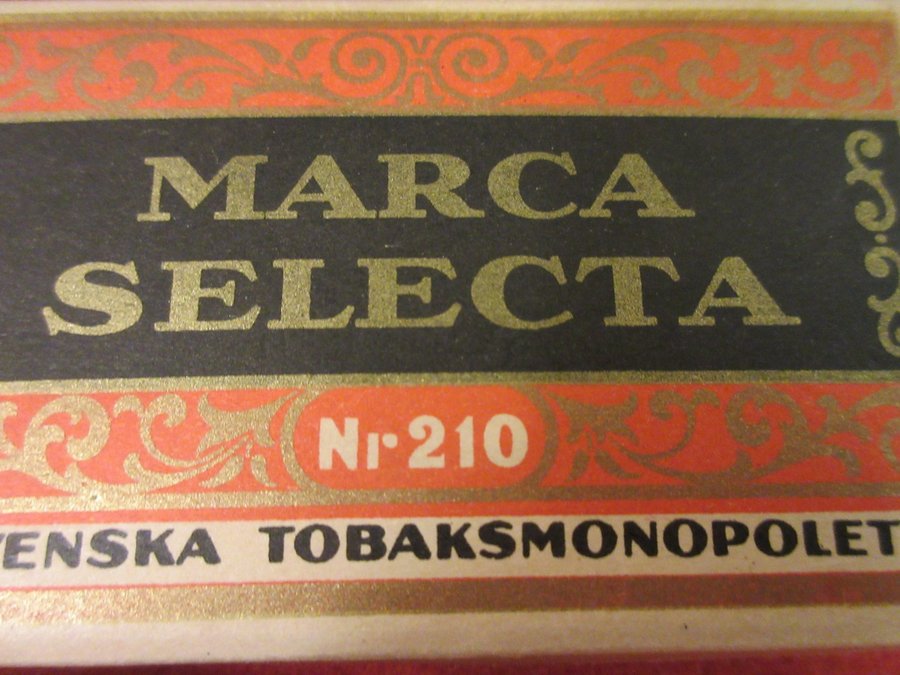 MARCA
SELECTA
Nr 210
VENSKA TOBAKSMONOPOLET